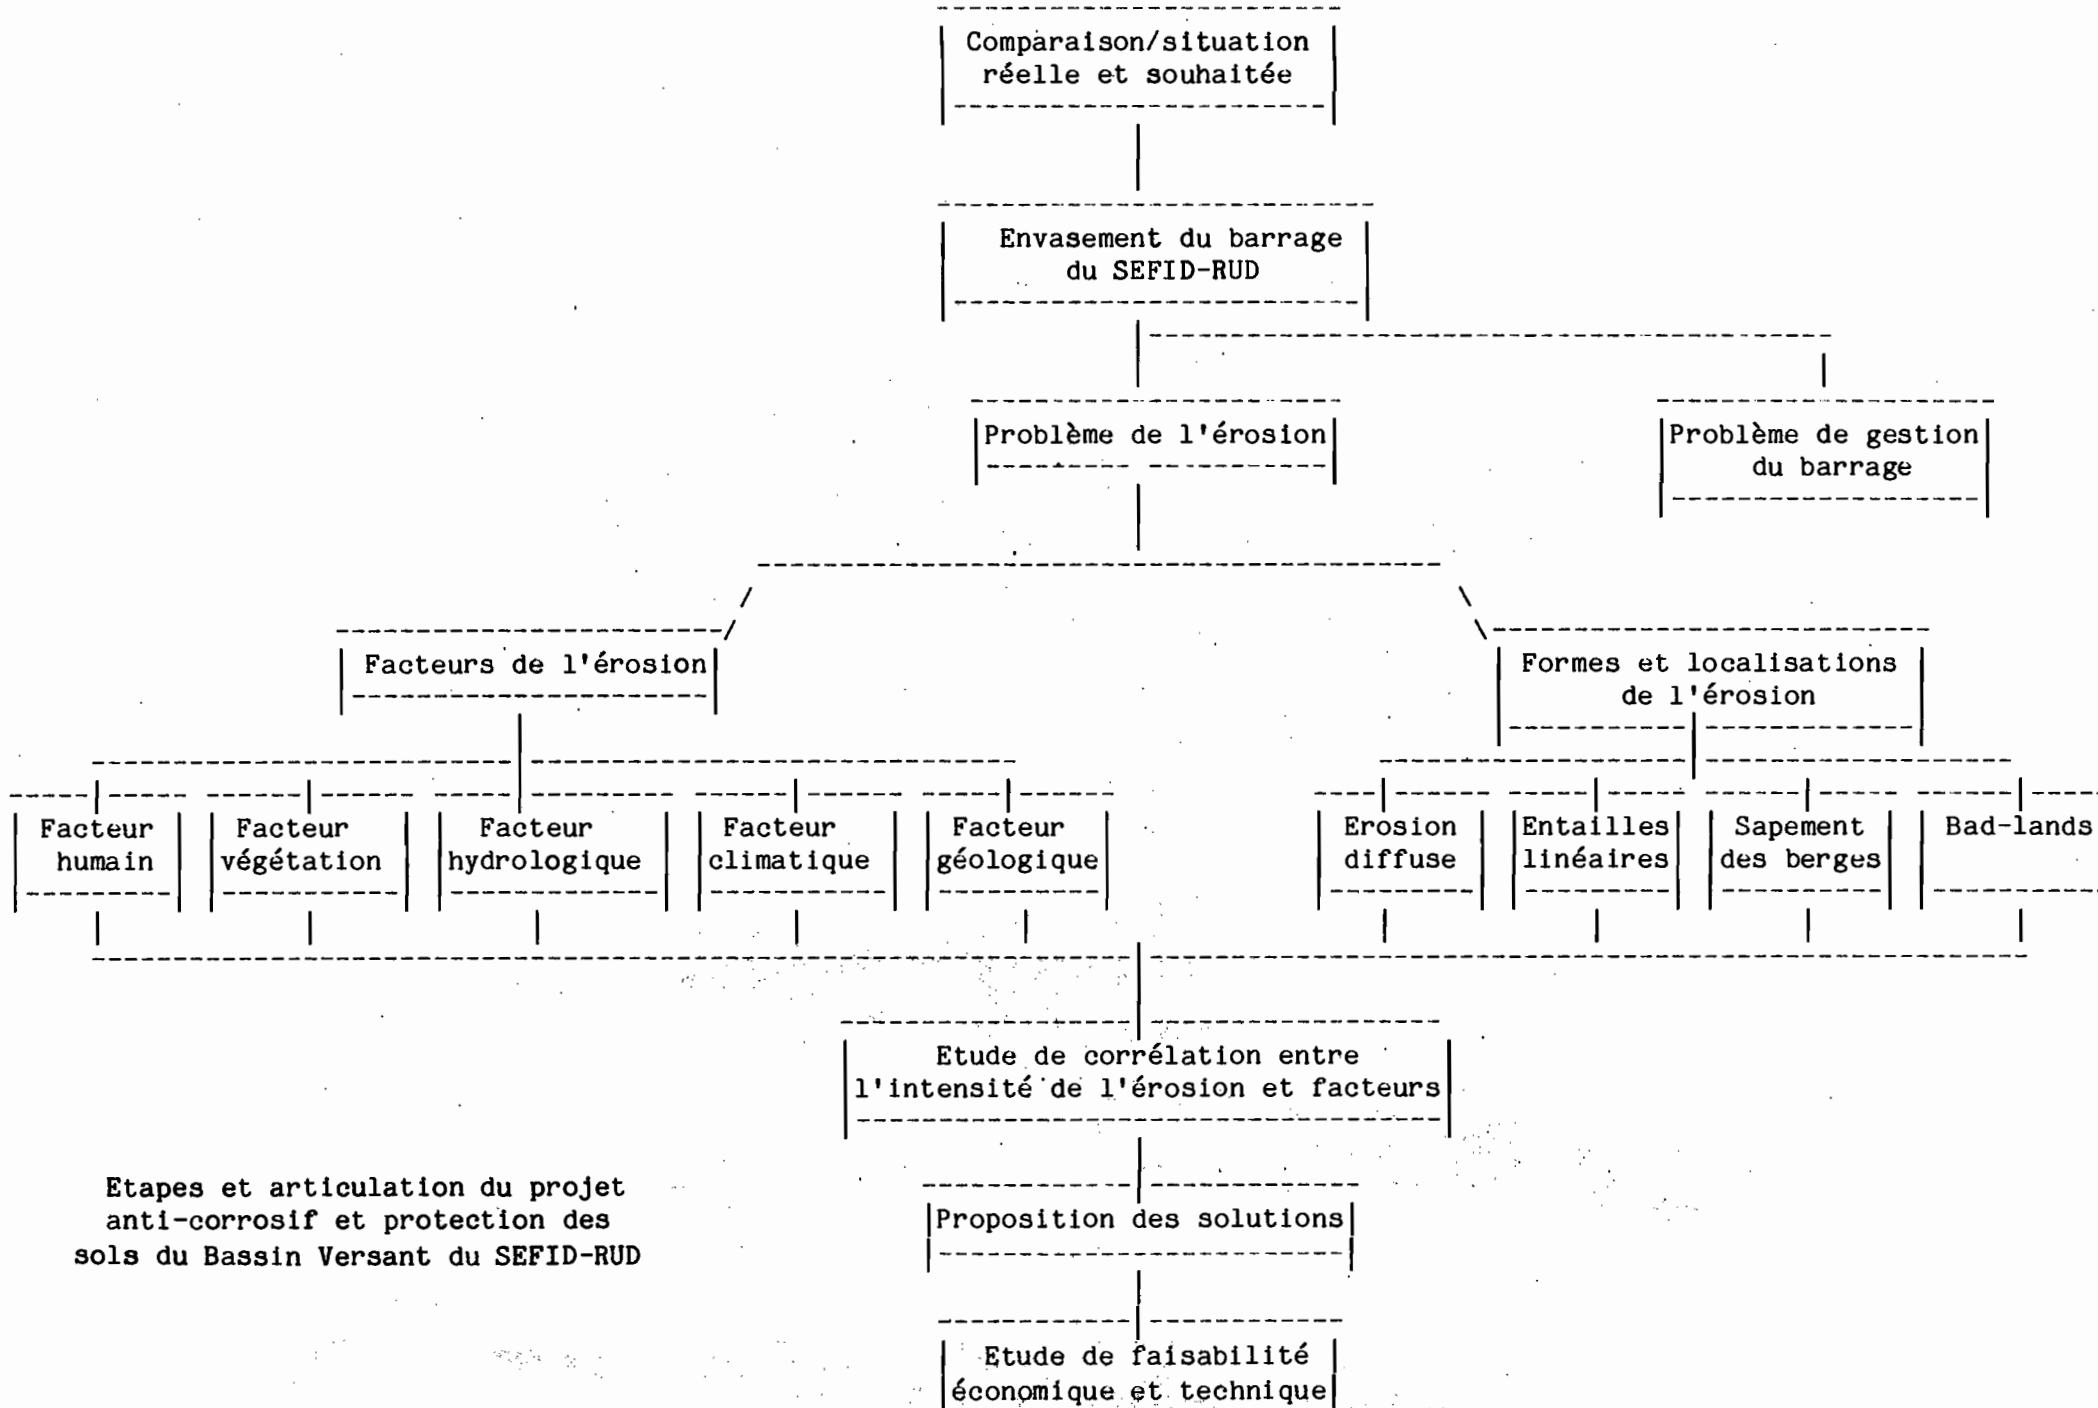 Comparaison/situation
réelle et souhaitée
Envasement du barrage
du SEFID-RUD
Problème de l'érosion
Problème de gestion
du barrage
Facteurs de l'érosion
Formes et localisations
de l'érosion
Facteur
humain
Facteur
végétation
Facteur
hydrologique
Facteur
climatique
Facteur
géologique
Erosion
diffuse
Entailles
linéaires
Sapement
des berges
Bad-lands
Etude de corrélation entre
l'intensité de l'érosion et facteurs
Etapes et articulation du projet
anti-corrosif et protection des
sols du Bassin Versant du SEFID-RUD
Proposition des solutions
Etude de faisabilité
économique et technique